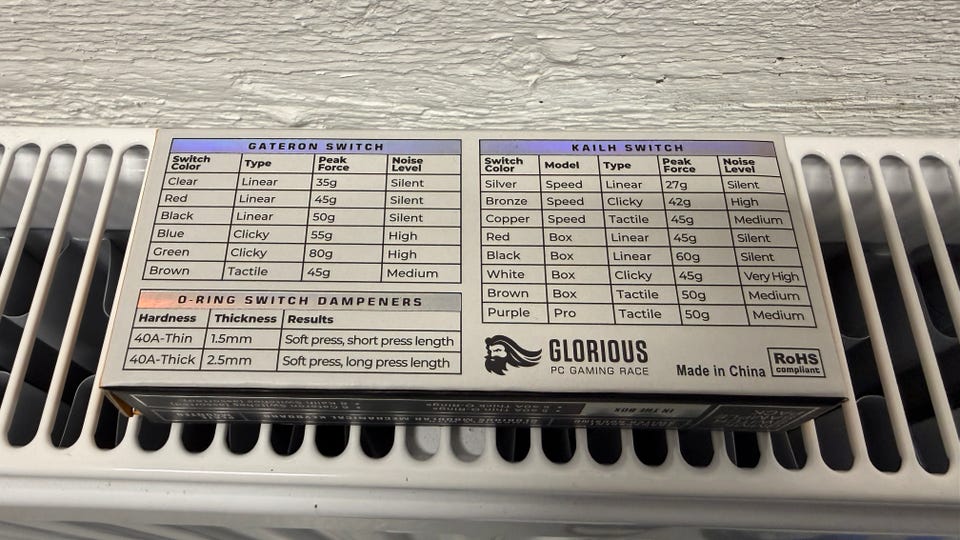 GATERON SWITCH
Switch Color Type Peak Force Noise Level
Clear Linear 35g Silent
Red Linear 45g Silent
Black Linear 50g Silent
Blue Clicky 55g High
Green Clicky 80g High
Brown Tactile 45g Medium
O-RING SWITCH DAMPENERS
Hardness Thickness Results
40A-Thin 1.5mm Soft press, short press length
40A-Thick 2.5mm Soft press, long press length
KAILH SWITCH
Switch Color Model Type Peak Force Noise Level
Silver Speed Linear 27g Silent
Bronze Speed Clicky 42g High
Copper Speed Tactile 45g Medium
Red Box Linear 45g Silent
Black Box Linear 60g Silent
White Box Clicky 45g Very High
Brown Box Tactile 50g Medium
Purple Pro Tactile 50g Medium
GLORIOUS
PC GAMING RACE
Made in China
RoHS
compliant
IN THE BOX